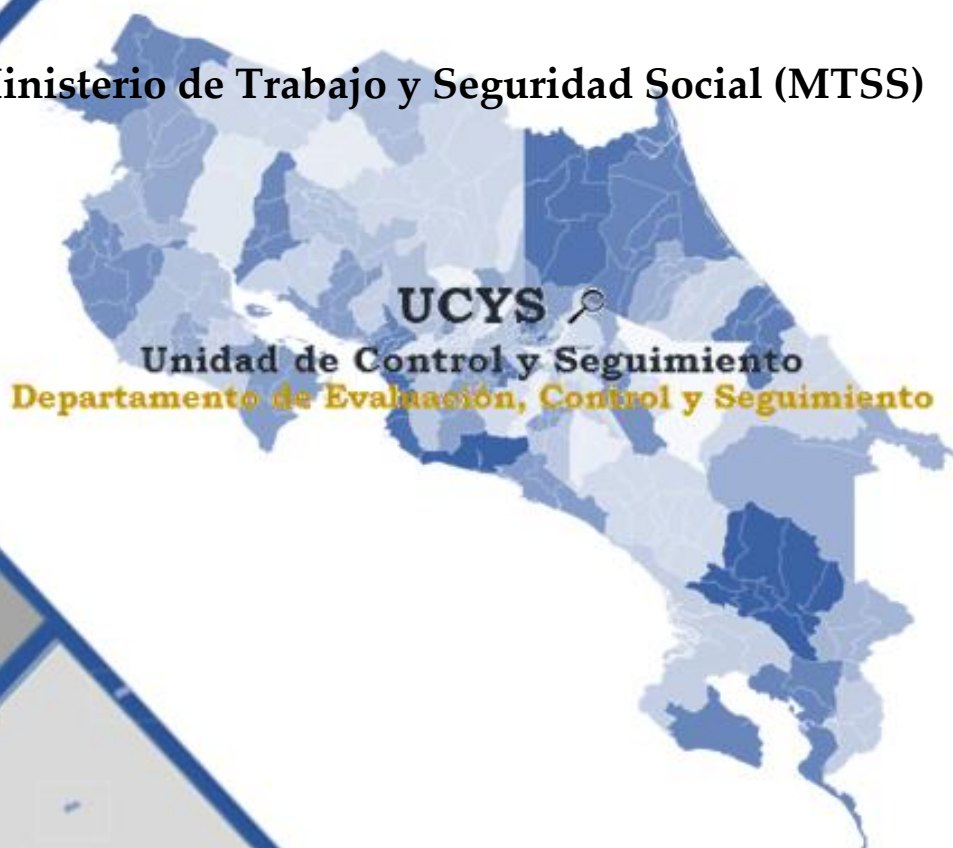 inisterio de Trabajo y Seguridad Social (MTSS)
UCYS
Unidad de Control y Seguimiento
Departamento de Evaluación, Control y Seguimiento